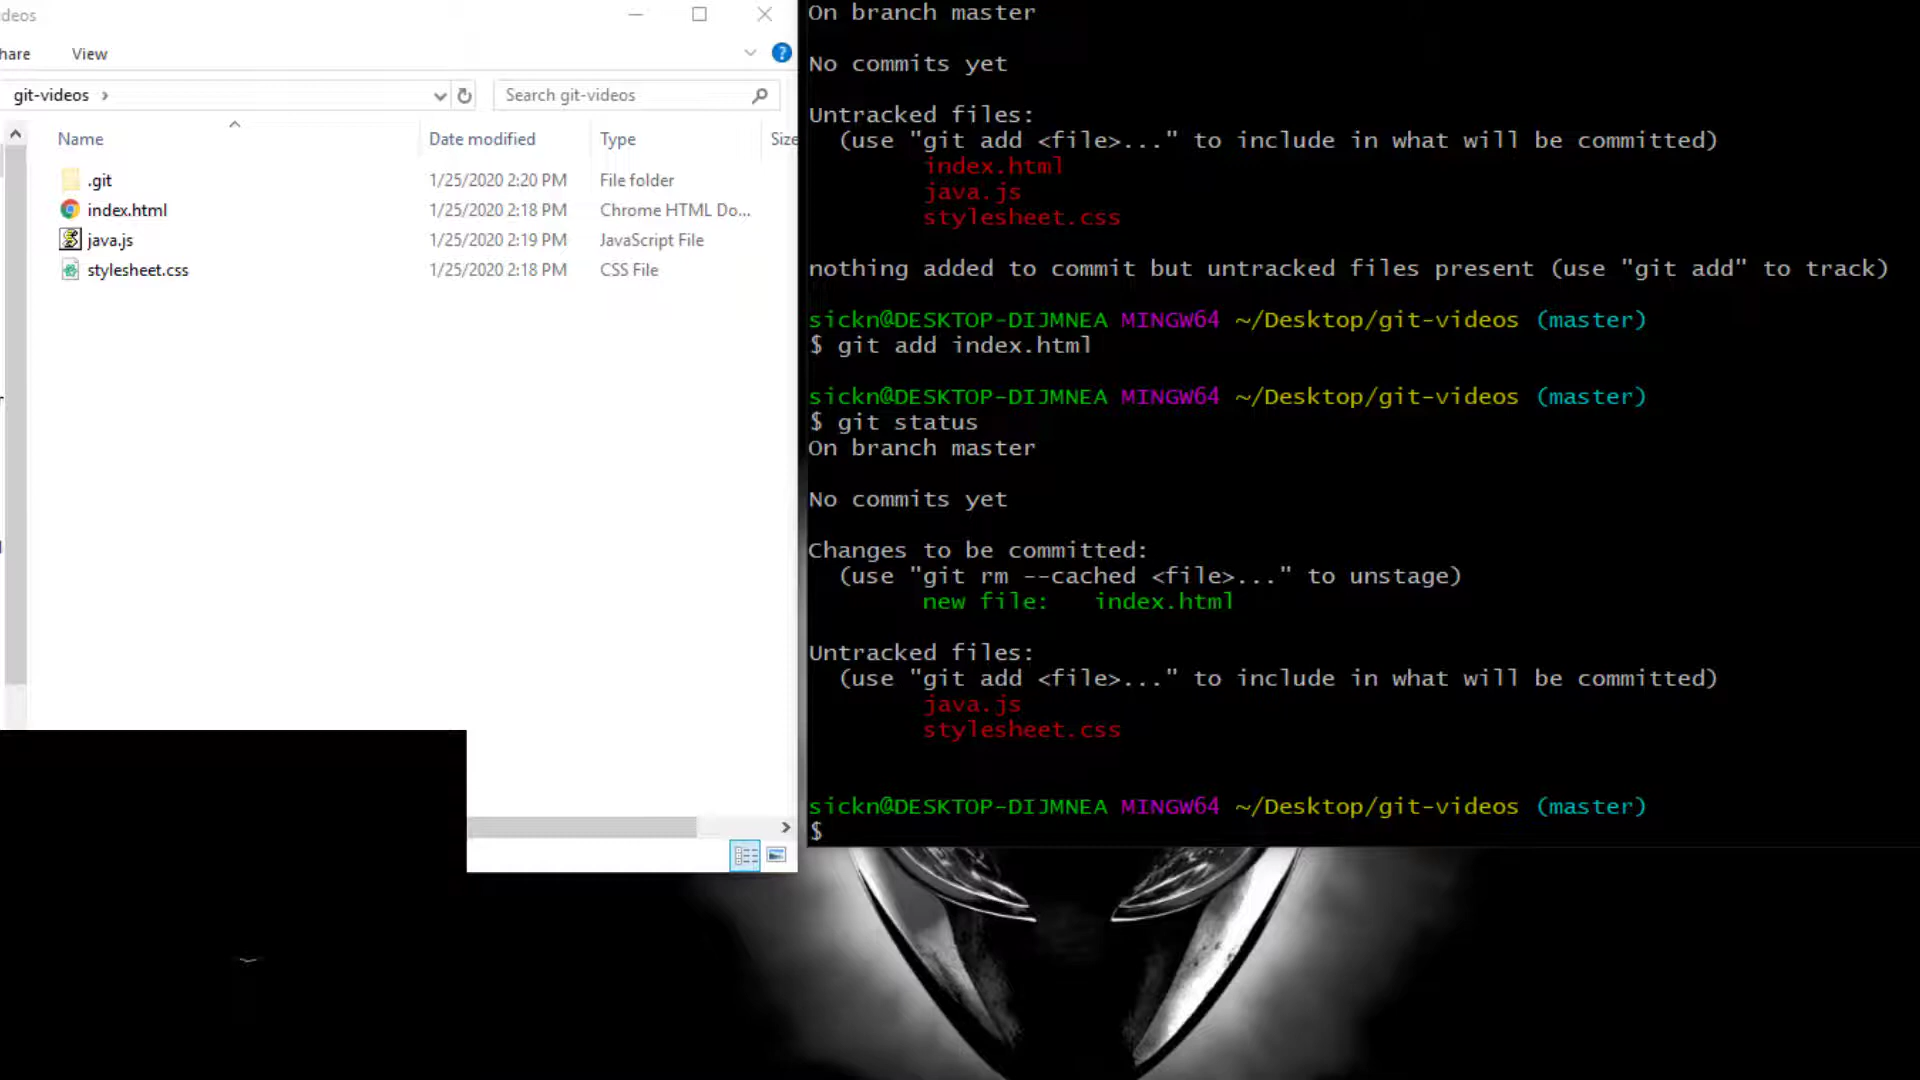 deos
hare View
git-videos
Search git-videos
Name Date modified Type Size
.git 1/25/2020 2:20 PM File folder
index.html 1/25/2020 2:18 PM Chrome HTML Do...
java.js 1/25/2020 2:19 PM JavaScript File
stylesheet.css 1/25/2020 2:18 PM CSS File
On branch master
No commits yet
Untracked files:
(use "git add <file>..." to include in what will be committed)
index.html
java.js
stylesheet.css
nothing added to commit but untracked files present (use "git add" to track)
sickn@DESKTOP-DIJMNEA MINGW64 ~/Desktop/git-videos (master)
$ git add index.html
sickn@DESKTOP-DIJMNEA MINGW64 ~/Desktop/git-videos (master)
$ git status
On branch master
No commits yet
Changes to be committed:
(use "git rm --cached <file>..." to unstage)
new file: index.html
Untracked files:
(use "git add <file>..." to include in what will be committed)
java.js
stylesheet.css
sickn@DESKTOP-DIJMNEA MINGW64 ~/Desktop/git-videos (master)
$